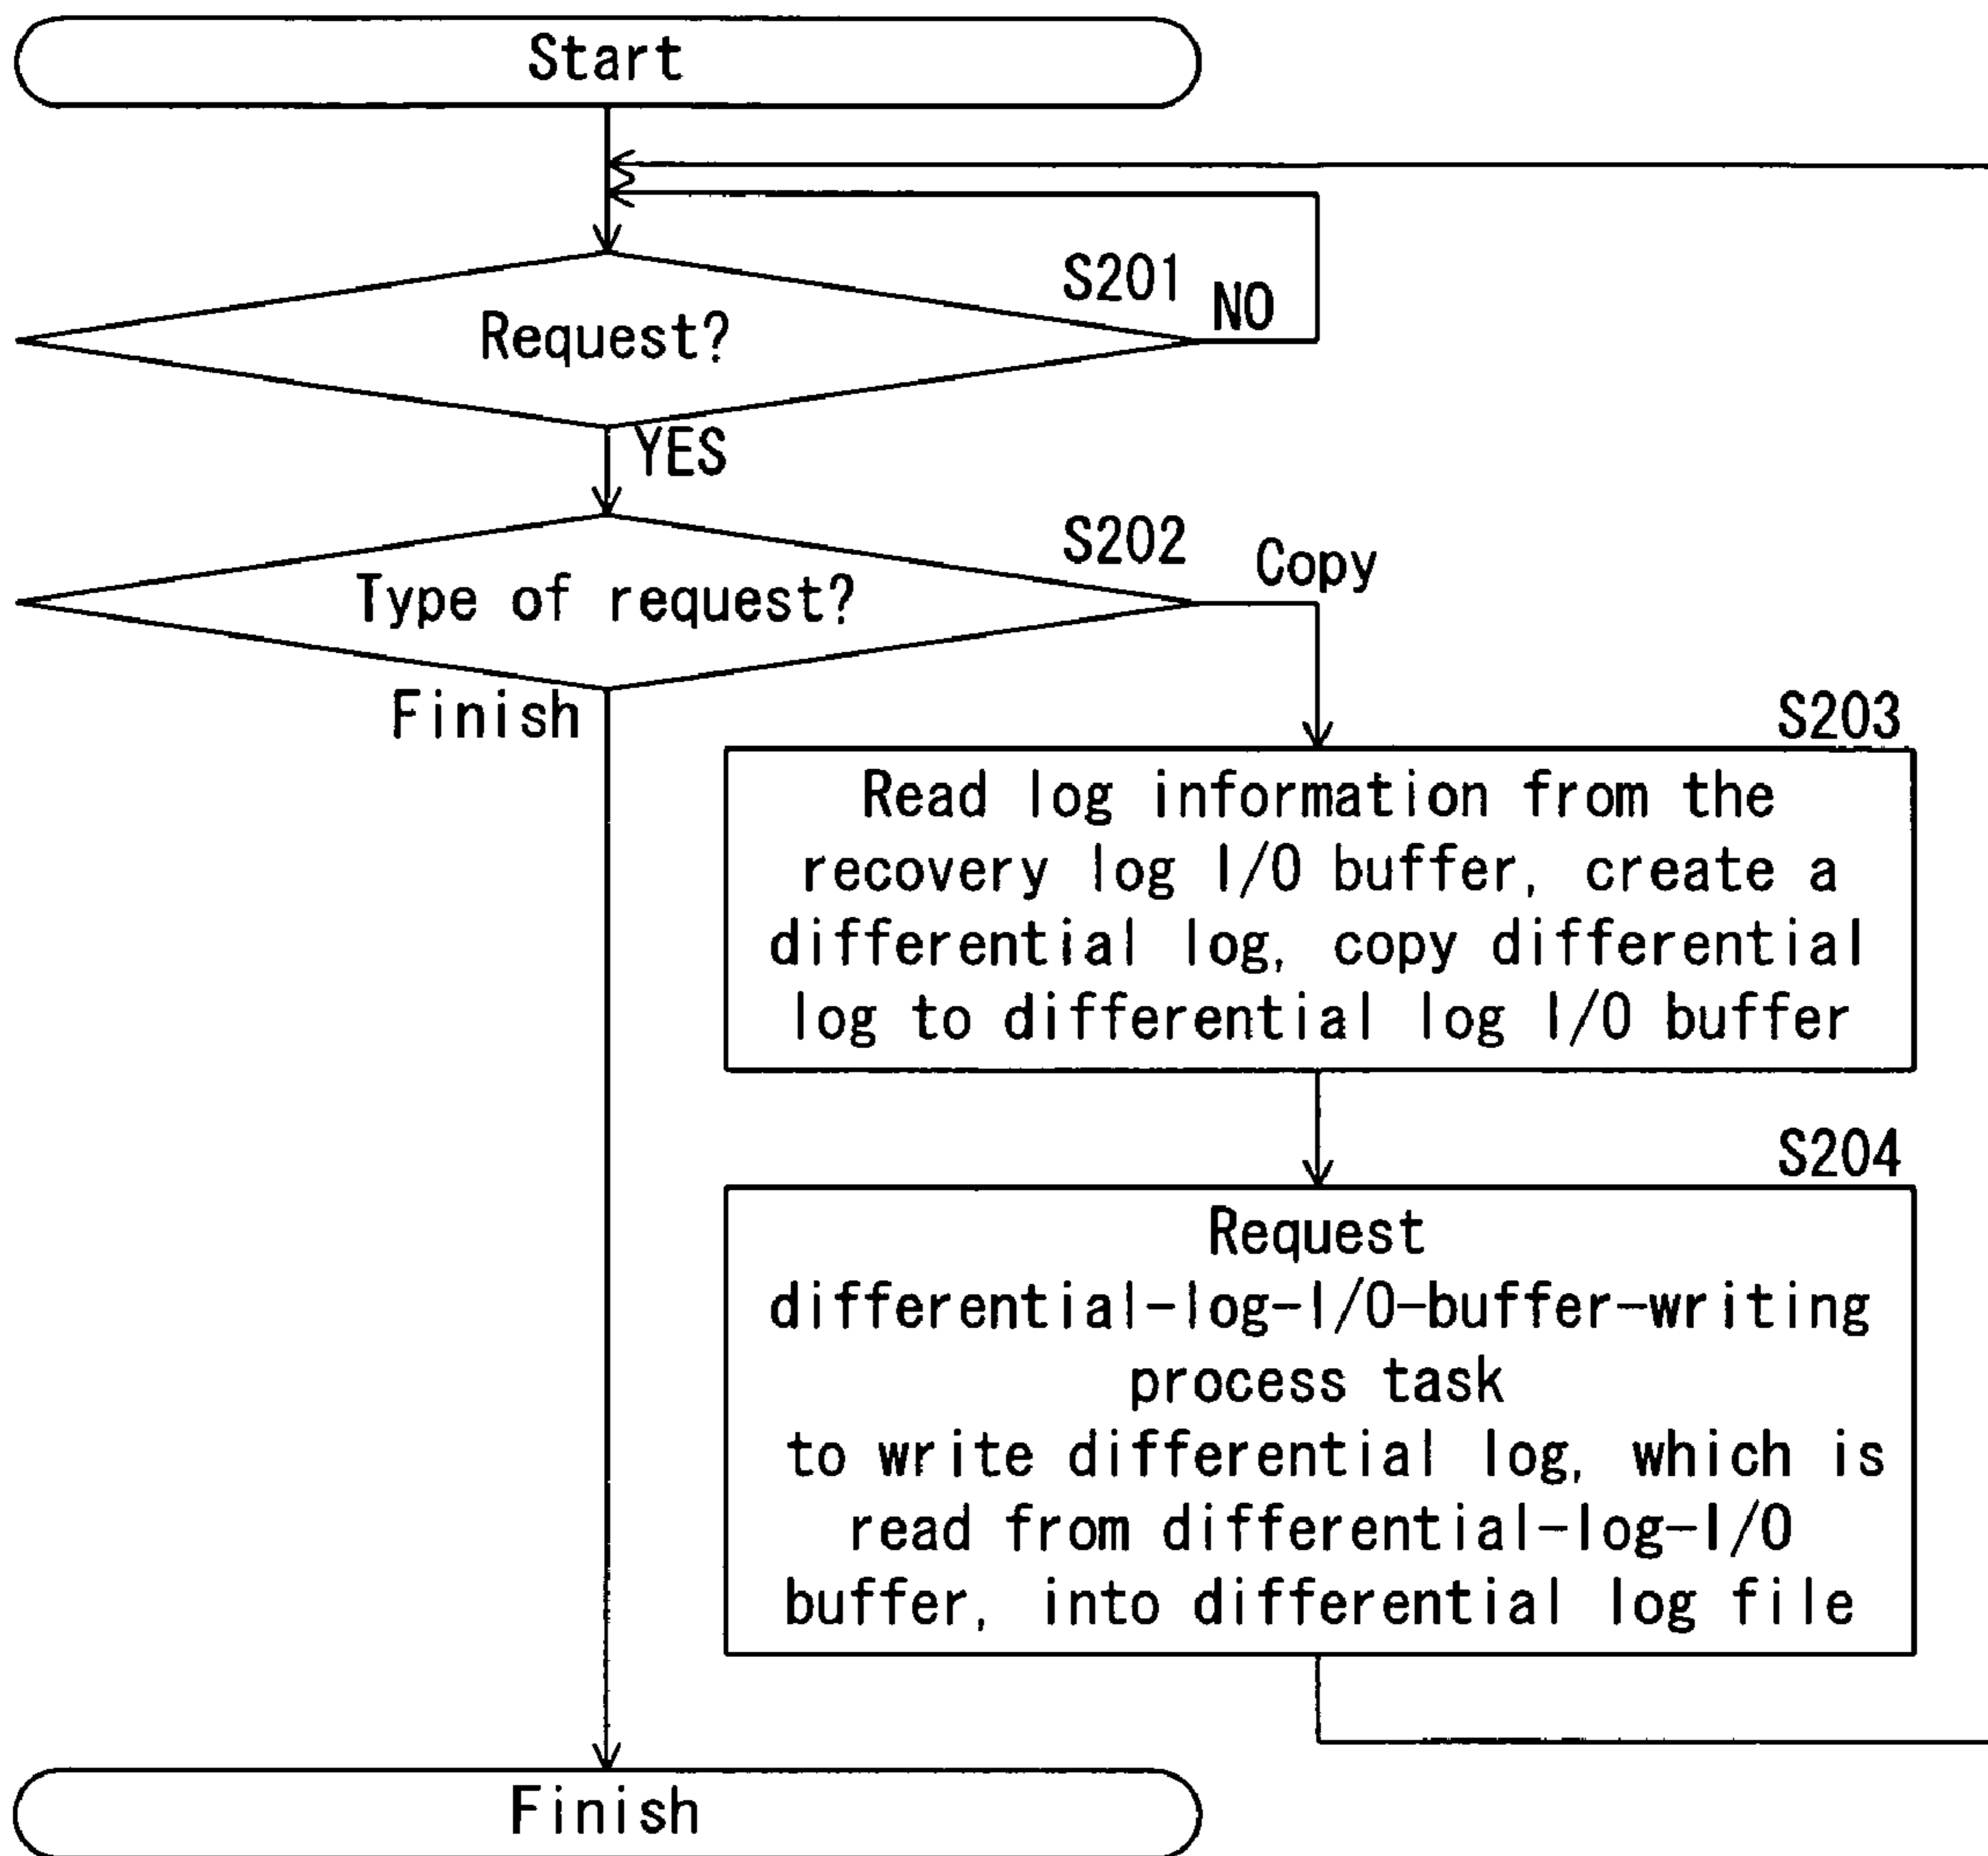 Start
S201
NO
Request?
YES
S202
Copy
Type of request?
Finish
S203
Read log information from the
recovery log I/O buffer, create a
differential log, copy differential
log to differential log I/O buffer
S204
Request
differential-log-I/O-buffer-writing
process task
to write differential log, which is
read from differential-log-I/O
buffer, into differential log file
Finish